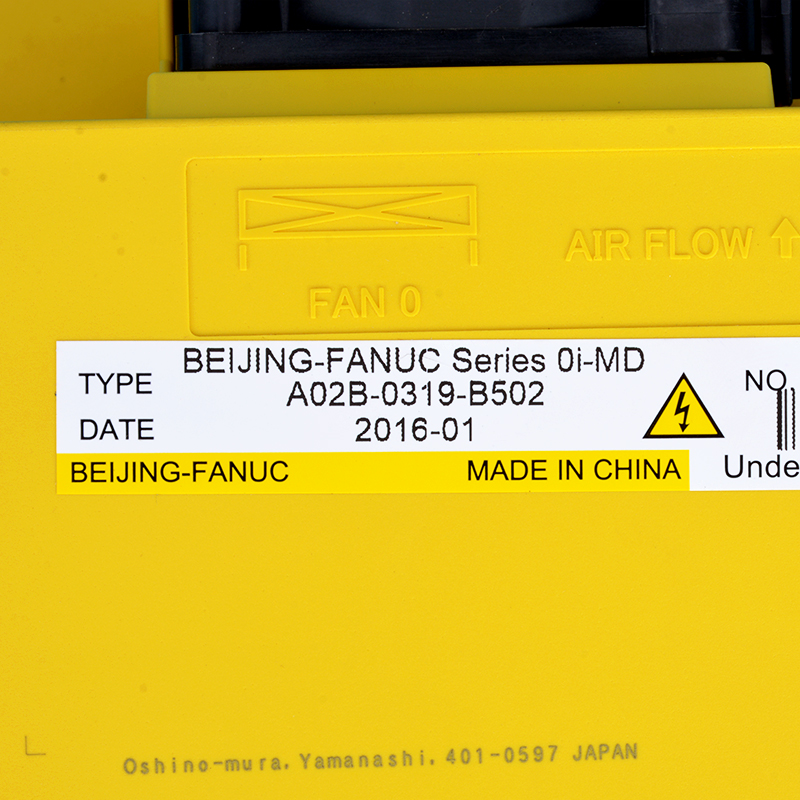 AIR FLOW ↑
FAN 0
TYPE BEIJING-FANUC Series 0i-MD
A02B-0319-B502
NO.
DATE 2016-01
BEIJING-FANUC MADE IN CHINA
Unde
Oshino-mura, Yamanashi, 401-0597 JAPAN